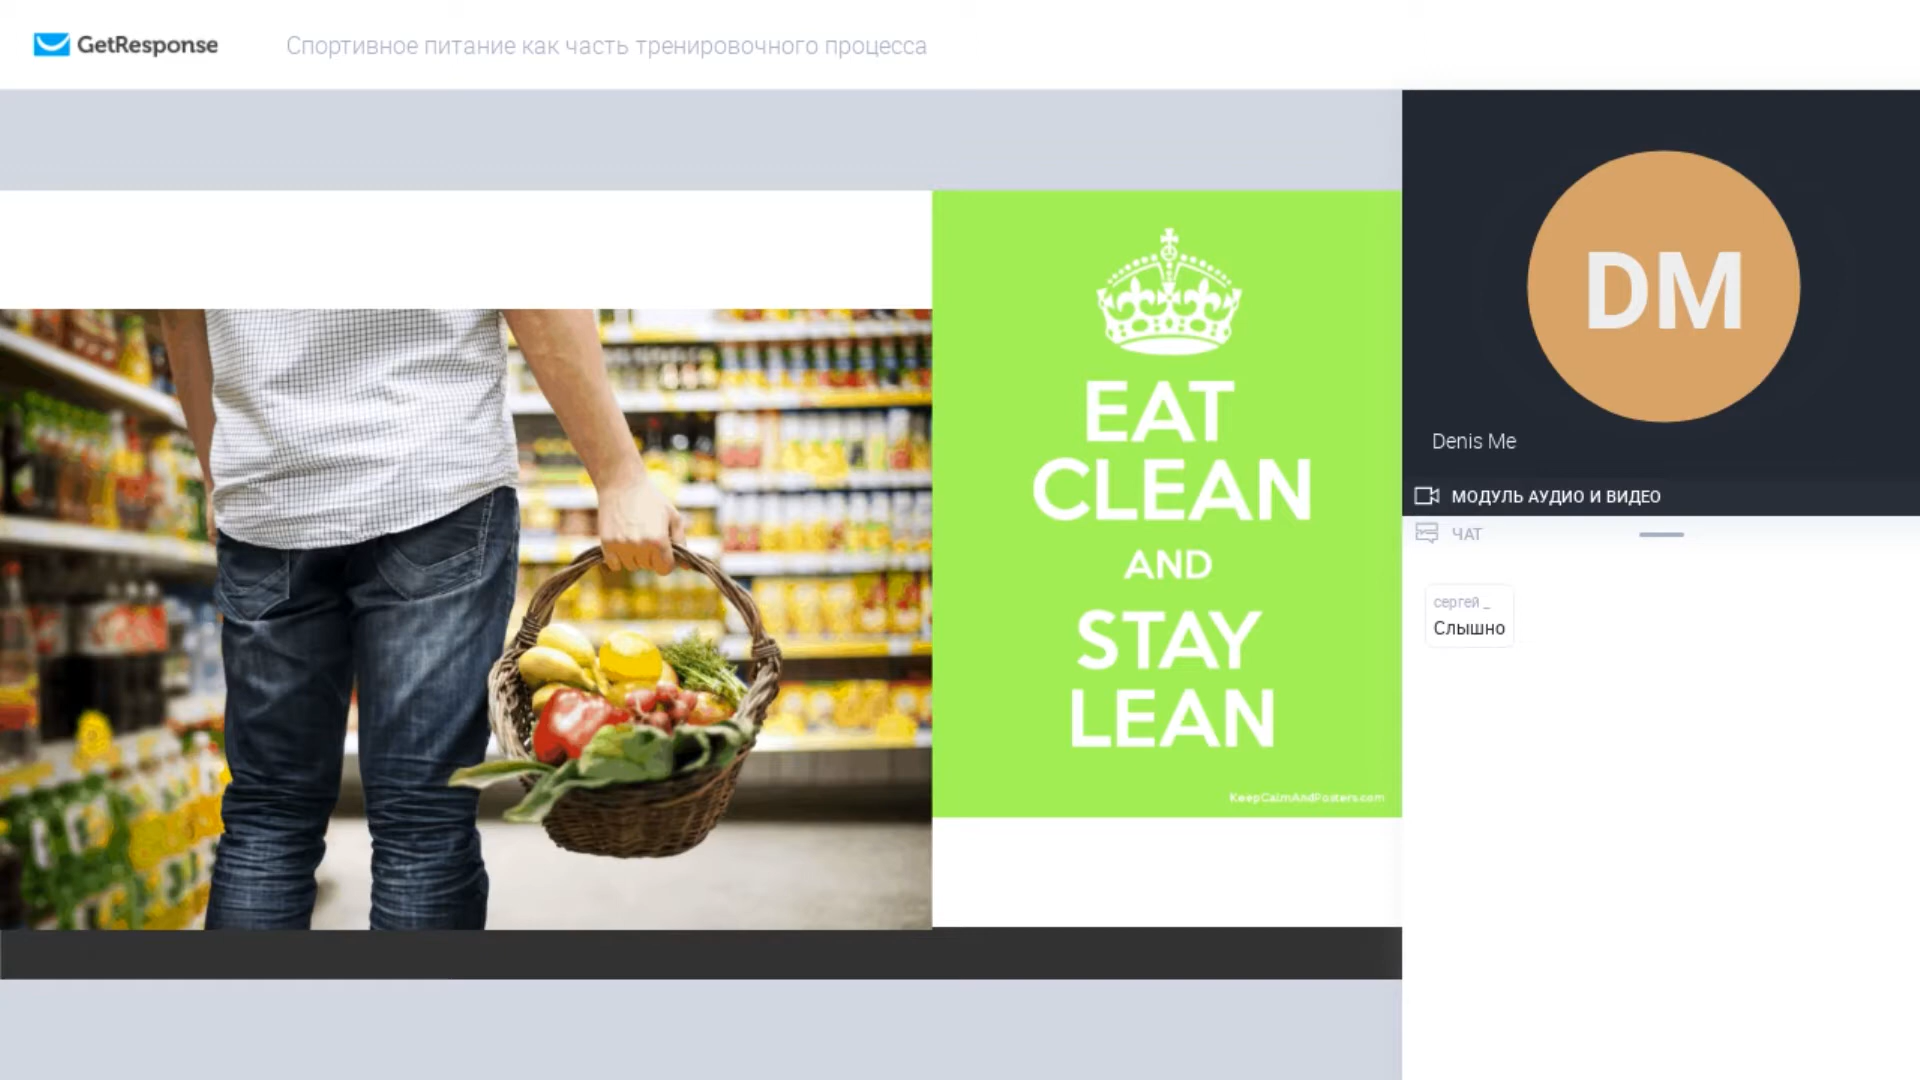 GetResponse
Спортивное питание как часть тренировочного процесса
EAT
CLEAN
AND
STAY
LEAN
KeepCalmAndPosters.com
DM
Denis Me
МОДУЛЬ АУДИО И ВИДЕО
ЧАТ
сергей _
Слышно